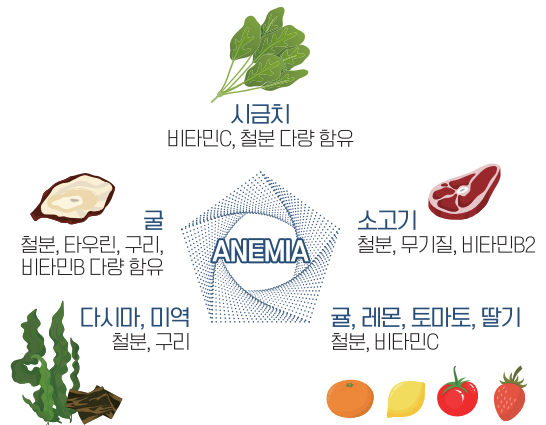 시금치
비타민C, 철분 다량 함유
굴
철분, 타우린, 구리,
비타민B 다량 함유
ANEMIA
소고기
철분, 무기질, 비타민B2
다시마, 미역
철분, 구리
귤, 레몬, 토마토, 딸기
철분, 비타민C